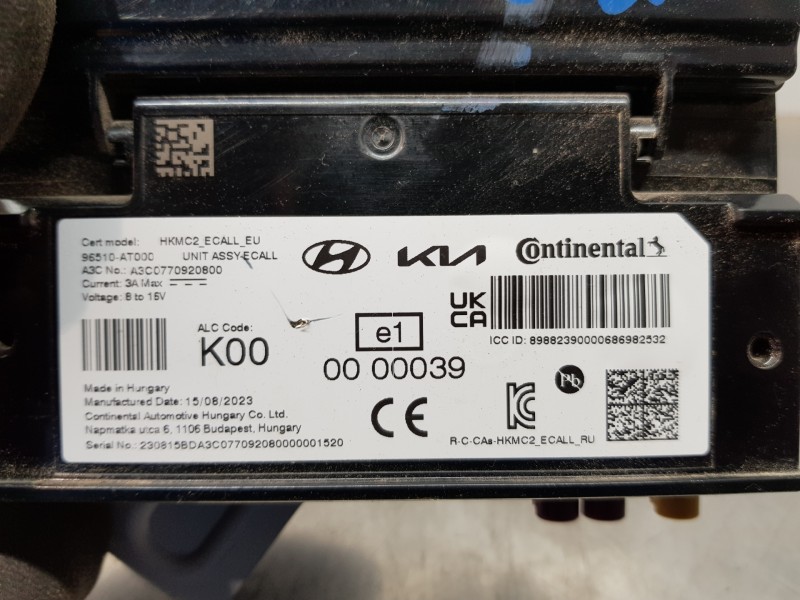 Cert model: HKMC2_ECALL_EU
96510-AT000 UNIT ASSY-ECALL
A3C No.: A3C0770920800
Current: 3A Max
Voltage: 8 to 16V
KIA
Continental
UK
CA
ICC ID: 89882390000686982532
ALC Code:
K00
e1
00 00039
Pb
Made in Hungary
Manufactured Date: 15/08/2023
Continental Automotive Hungary Co. Ltd.
Napmatka utca 6, 1106 Budapest, Hungary
Serial No.: 230815BDA3C077092080000001520
CE
R-C-CAs-HKMC2_ECALL_RU